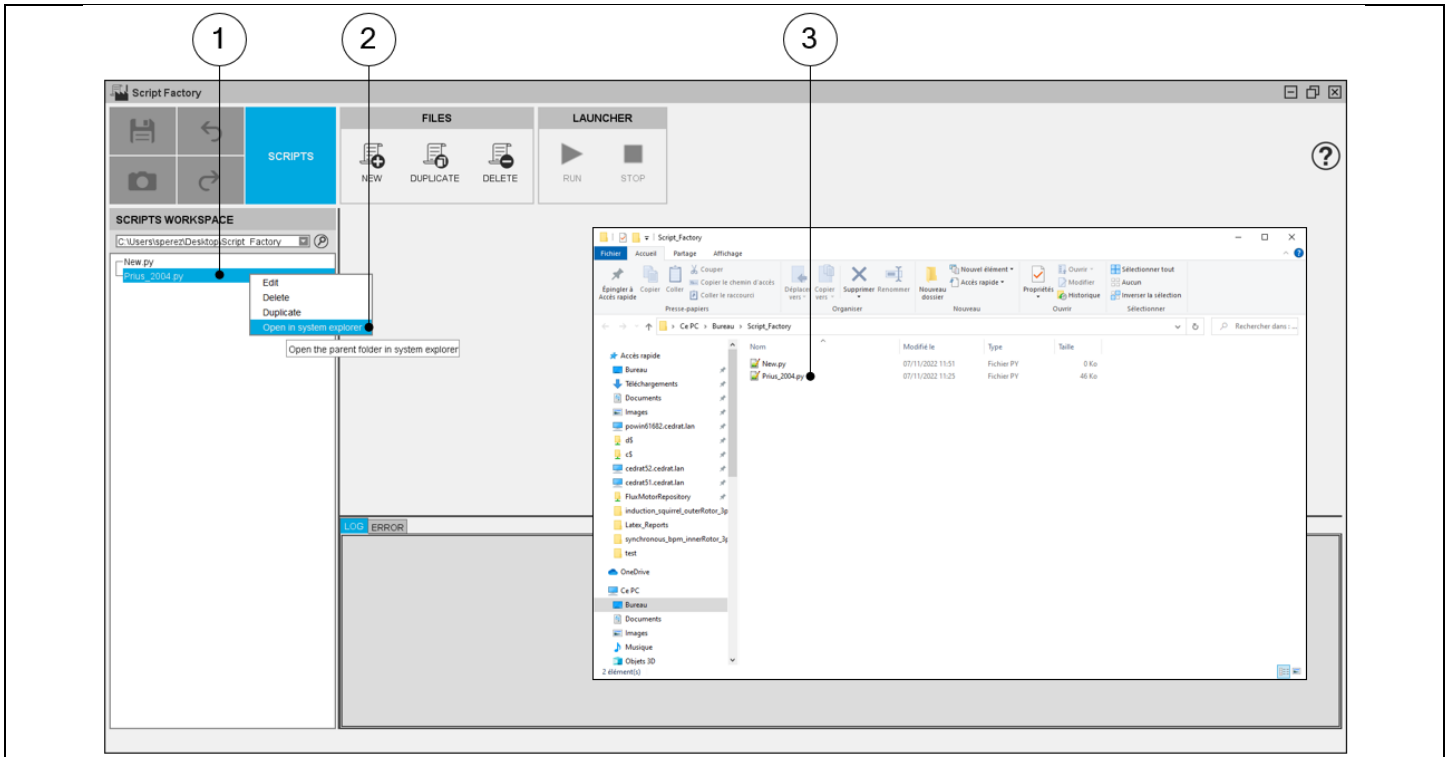 1 2 3
Script Factory
FILES LAUNCHER
SCRIPTS
NEW DUPLICATE DELETE RUN STOP
?
SCRIPTS WORKSPACE
C:\Users\sperez\Desktop\Script_Factory
New.py
Prius_2004.py
Edit
Delete
Duplicate
Open in system explorer
Open the parent folder in system explorer
LOG ERROR
Script_Factory
Fichier Accueil Partage Affichage
Épingler à
Accès rapide
Copier Coller
Couper
Copier le chemin d'accès
Coller le raccourci
Presse-papiers
Déplacer
vers
Copier
vers
Supprimer Renommer
Organiser
Nouveau
dossier
Nouvel élément
Accès rapide
Nouveau
Propriétés
Ouvrir
Modifier
Historique
Ouvrir
Sélectionner tout
Aucun
Inverser la sélection
Sélectionner
Ce PC > Bureau > Script_Factory
Rechercher dans : ...
Nom Modifié le Type Taille
New.py 07/11/2022 11:51 Fichier PY 0 Ko
Prius_2004.py 07/11/2022 11:25 Fichier PY 46 Ko
Accès rapide
Bureau
Téléchargements
Documents
Images
powin61682.cedrat.lan
d$
c$
cedrat52.cedrat.lan
cedrat51.cedrat.lan
FluxMotorRepository
induction_squirrel_outerRotor_3p
Latex_Reports
synchronous_bpm_innerRotor_3p
test
OneDrive
Ce PC
Bureau
Documents
Images
Musique
Objets 3D
2 élément(s)